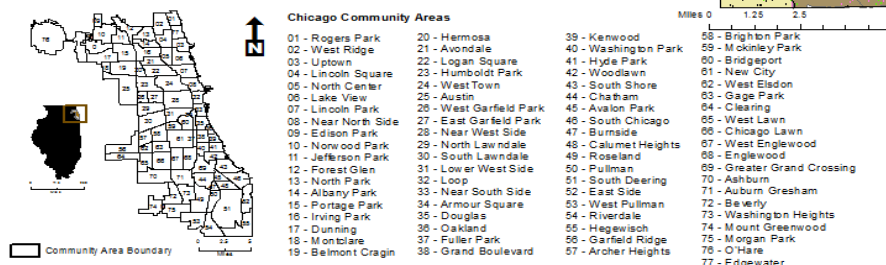 Miles 0 1.25 2.5
Chicago Community Areas
01 - Rogers Park
02 - West Ridge
03 - Uptown
04 - Lincoln Square
05 - North Center
06 - Lake View
07 - Lincoln Park
08 - Near North Side
09 - Edison Park
10 - Norwood Park
11 - Jefferson Park
12 - Forest Glen
13 - North Park
14 - Albany Park
15 - Portage Park
16 - Irving Park
17 - Dunning
18 - Montclare
19 - Belmont Cragin
20 - Hermosa
21 - Avondale
22 - Logan Square
23 - Humboldt Park
24 - West Town
25 - Austin
26 - West Garfield Park
27 - East Garfield Park
28 - Near West Side
29 - North Lawndale
30 - South Lawndale
31 - Lower West Side
32 - Loop
33 - Near South Side
34 - Armour Square
35 - Douglas
36 - Oakland
37 - Fuller Park
38 - Grand Boulevard
39 - Kenwood
40 - Washington Park
41 - Hyde Park
42 - Woodlawn
43 - South Shore
44 - Chatham
45 - Avalon Park
46 - South Chicago
47 - Burnside
48 - Calumet Heights
49 - Roseland
50 - Pullman
51 - South Deering
52 - East Side
53 - West Pullman
54 - Riverdale
55 - Hegewisch
56 - Garfield Ridge
57 - Archer Heights
58 - Brighton Park
59 - Mckinley Park
60 - Bridgeport
61 - New City
62 - West Elsdon
63 - Gage Park
64 - Clearing
65 - West Lawn
66 - Chicago Lawn
67 - West Englewood
68 - Englewood
69 - Greater Grand Crossing
70 - Ashburn
71 - Auburn Gresham
72 - Beverly
73 - Washington Heights
74 - Mount Greenwood
75 - Morgan Park
76 - O'Hare
77 - Edgewater
N
76
0 2.5 5
Miles
Community Area Boundary